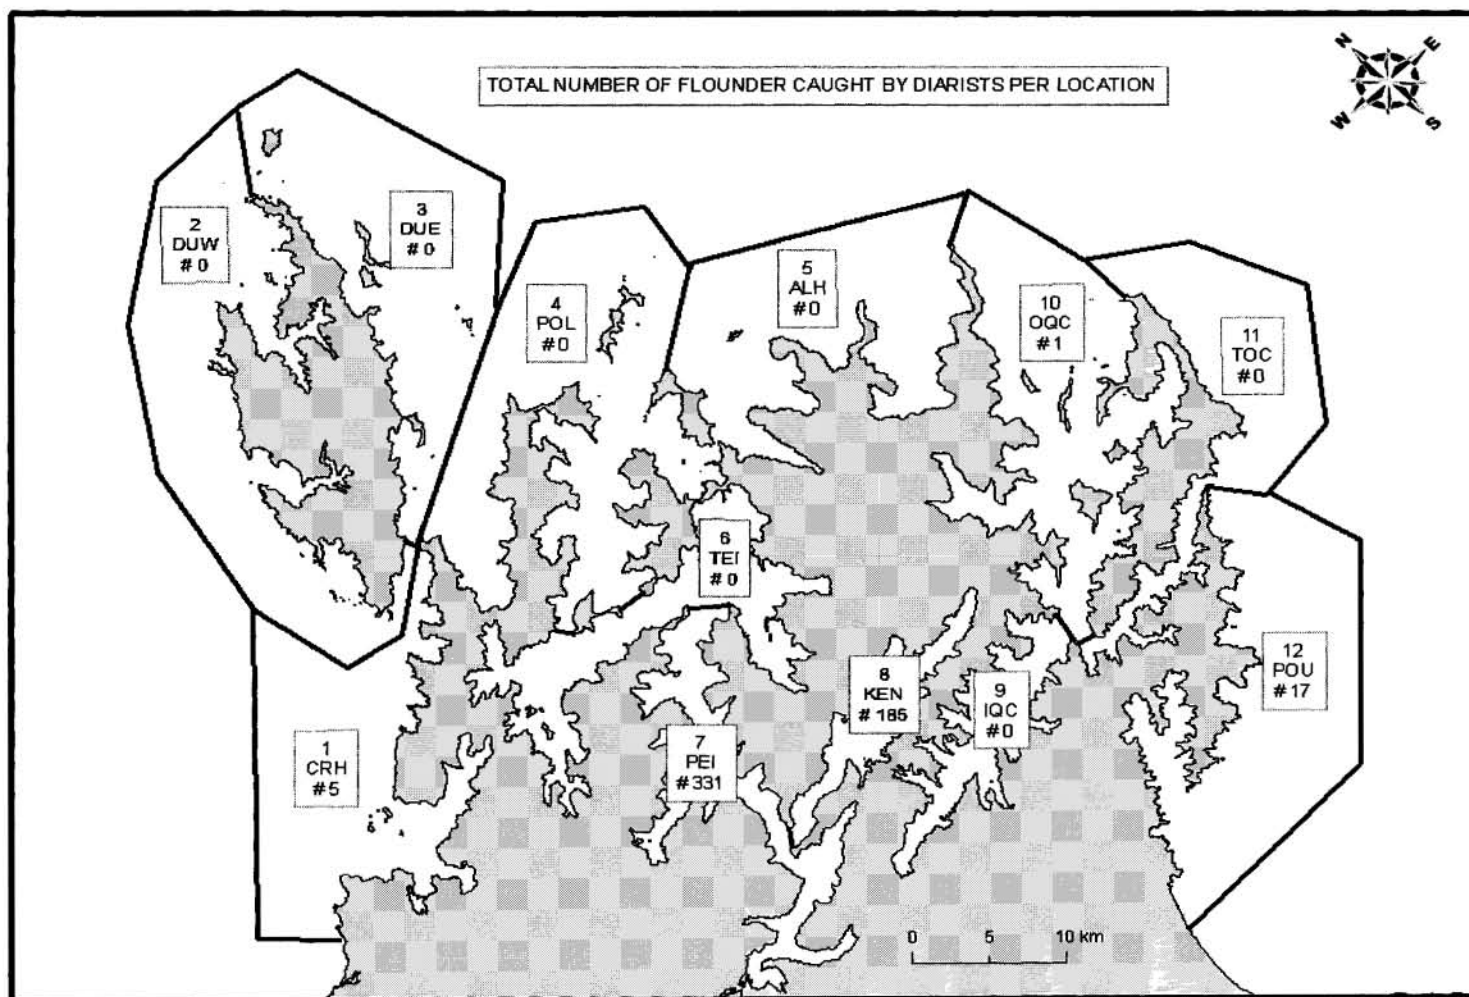 TOTAL NUMBER OF FLOUNDER CAUGHT BY DIARISTS PER LOCATION
N
E
W
S
2
DUW
# 0
3
DUE
# 0
4
POL
#0
5
ALH
#0
10
OQC
#1
11
TOC
#0
6
TEI
# 0
1
CRH
#5
7
PEI
#331
8
KEN
# 185
9
IQC
#0
12
POU
#17
0 5 10 km